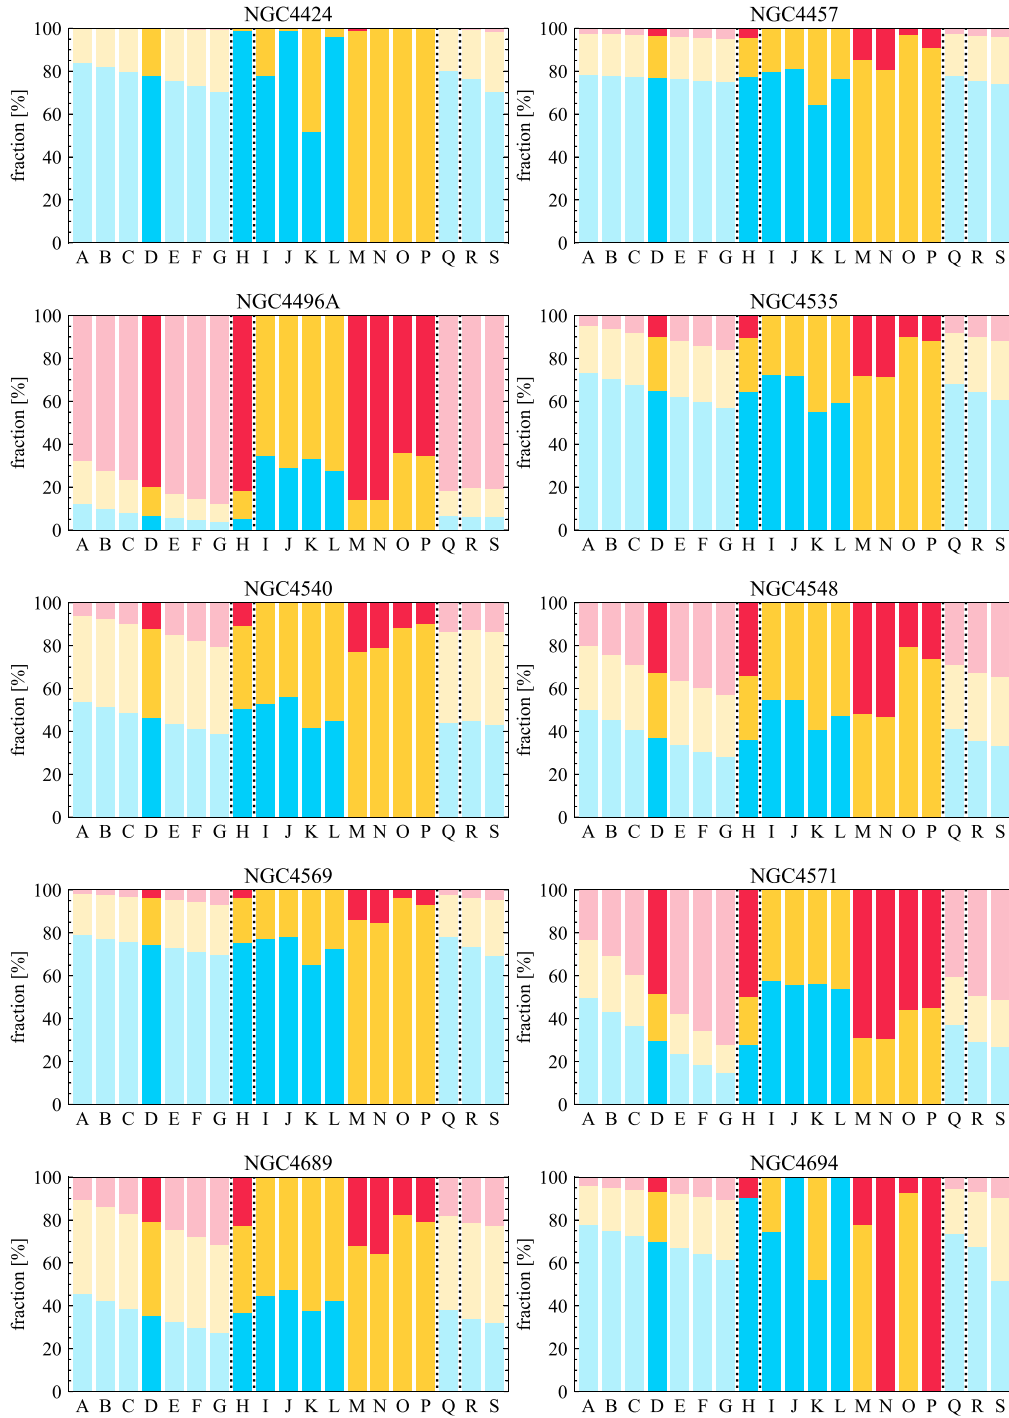 NGC4424
100
80
60
40
20
0
fraction [%]
A B C D E F G H I J K L M N O P Q R S
NGC4457
100
80
60
40
20
0
fraction [%]
A B C D E F G H I J K L M N O P Q R S
NGC4496A
100
80
60
40
20
0
fraction [%]
A B C D E F G H I J K L M N O P Q R S
NGC4535
100
80
60
40
20
0
fraction [%]
A B C D E F G H I J K L M N O P Q R S
NGC4540
100
80
60
40
20
0
fraction [%]
A B C D E F G H I J K L M N O P Q R S
NGC4548
100
80
60
40
20
0
fraction [%]
A B C D E F G H I J K L M N O P Q R S
NGC4569
100
80
60
40
20
0
fraction [%]
A B C D E F G H I J K L M N O P Q R S
NGC4571
100
80
60
40
20
0
fraction [%]
A B C D E F G H I J K L M N O P Q R S
NGC4689
100
80
60
40
20
0
fraction [%]
A B C D E F G H I J K L M N O P Q R S
NGC4694
100
80
60
40
20
0
fraction [%]
A B C D E F G H I J K L M N O P Q R S